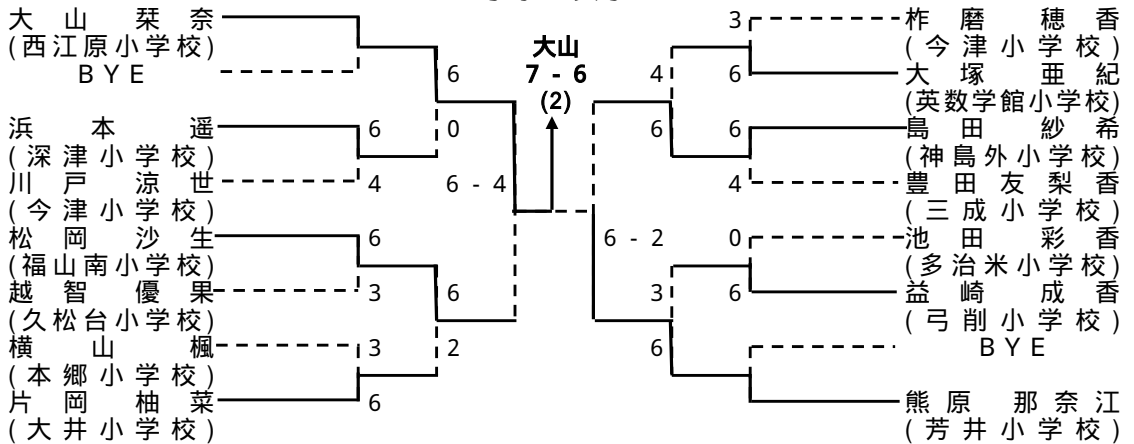 大山栞奈
(西江原小学校)
BYE
浜本遥
(深津小学校)
川戸涼世
(今津小学校)
松岡沙生
(福山南小学校)
越智優果
(久松台小学校)
横山楓
(本郷小学校)
片岡柚菜
(大井小学校)
6
4
6
3
3
6
6
0
6
2
6 - 4
大山
7 - 6
(2)
6 - 2
4
6
3
6
3
6
6
4
0
6
柞磨穂香
(今津小学校)
大塚亜紀
(英数学館小学校)
島田紗希
(神島外小学校)
豊田友梨香
(三成小学校)
池田彩香
(多治米小学校)
益崎成香
(弓削小学校)
BYE
熊原那奈江
(芳井小学校)